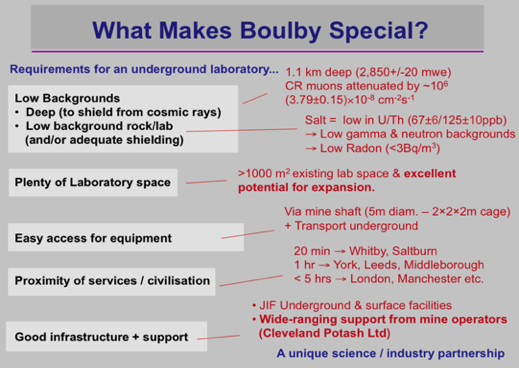 What Makes Boulby Special?
Requirements for an underground laboratory...
Low Backgrounds
• Deep (to shield from cosmic rays)
• Low background rock/lab
(and/or adequate shielding)
1.1 km deep (2,850+/-20 mwe)
CR muons attenuated by ~10⁶
(3.79±0.15)×10⁻⁸ cm⁻²s⁻¹
Salt = low in U/Th (67±6/125±10ppb)
→ Low gamma & neutron backgrounds
→ Low Radon (<3Bq/m³)
Plenty of Laboratory space
>1000 m² existing lab space & excellent
potential for expansion.
Easy access for equipment
Via mine shaft (5m diam. – 2×2×2m cage)
+ Transport underground
Proximity of services / civilisation
20 min → Whitby, Saltburn
1 hr → York, Leeds, Middleborough
< 5 hrs → London, Manchester etc.
Good infrastructure + support
• JIF Underground & surface facilities
• Wide-ranging support from mine operators
(Cleveland Potash Ltd)
A unique science / industry partnership